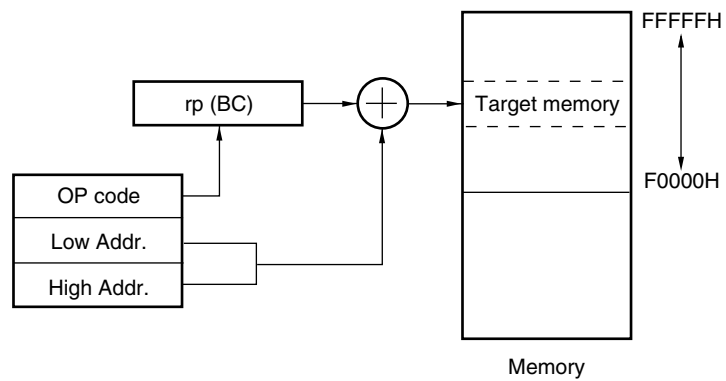 FFFFFH
rp (BC)
Target memory
F0000H
OP code
Low Addr.
High Addr.
Memory